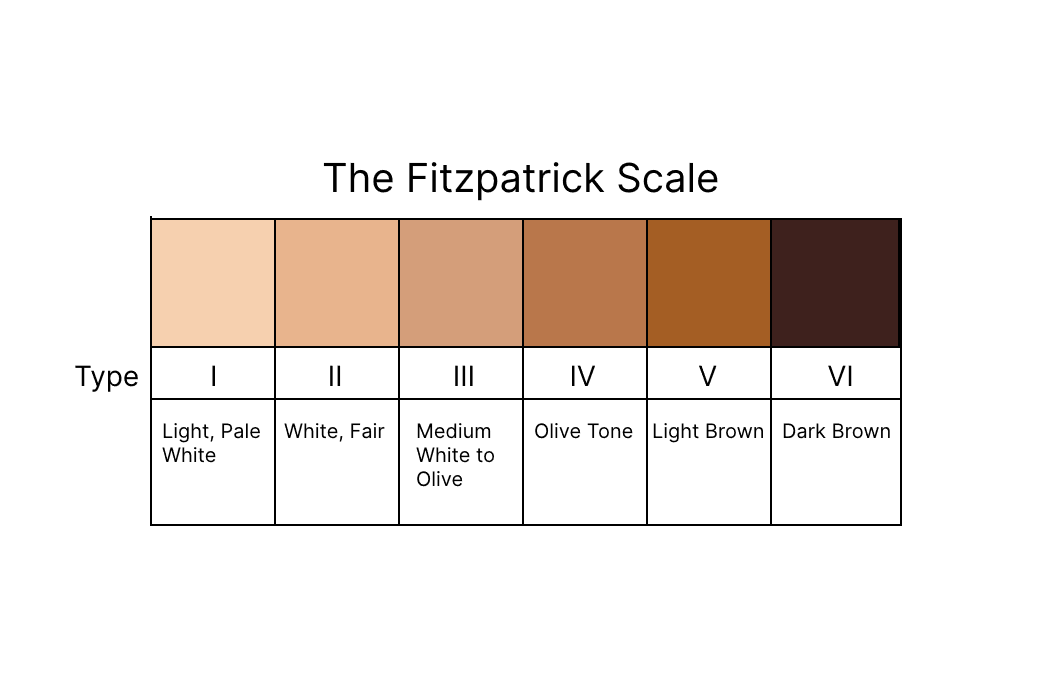 The Fitzpatrick Scale
Type I II III IV V VI
Light, Pale White
White, Fair
Medium White to Olive
Olive Tone
Light Brown
Dark Brown